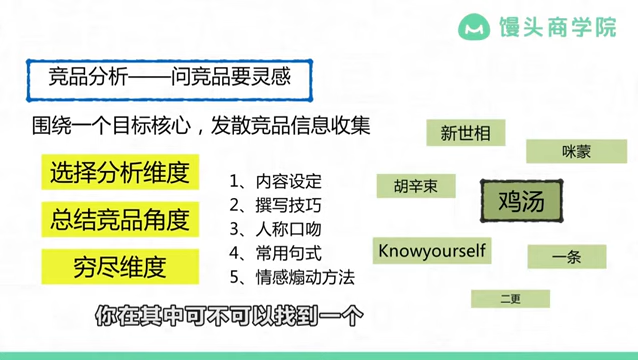 馒头商学院
竞品分析——问竞品要灵感
围绕一个目标核心，发散竞品信息收集
选择分析维度
总结竞品角度
穷尽维度
1、内容设定
2、撰写技巧
3、人称口吻
4、常用句式
5、情感煽动方法
新世相
咪蒙
胡辛束
鸡汤
Knowyourself
一条
二更
你在其中可不可以找到一个